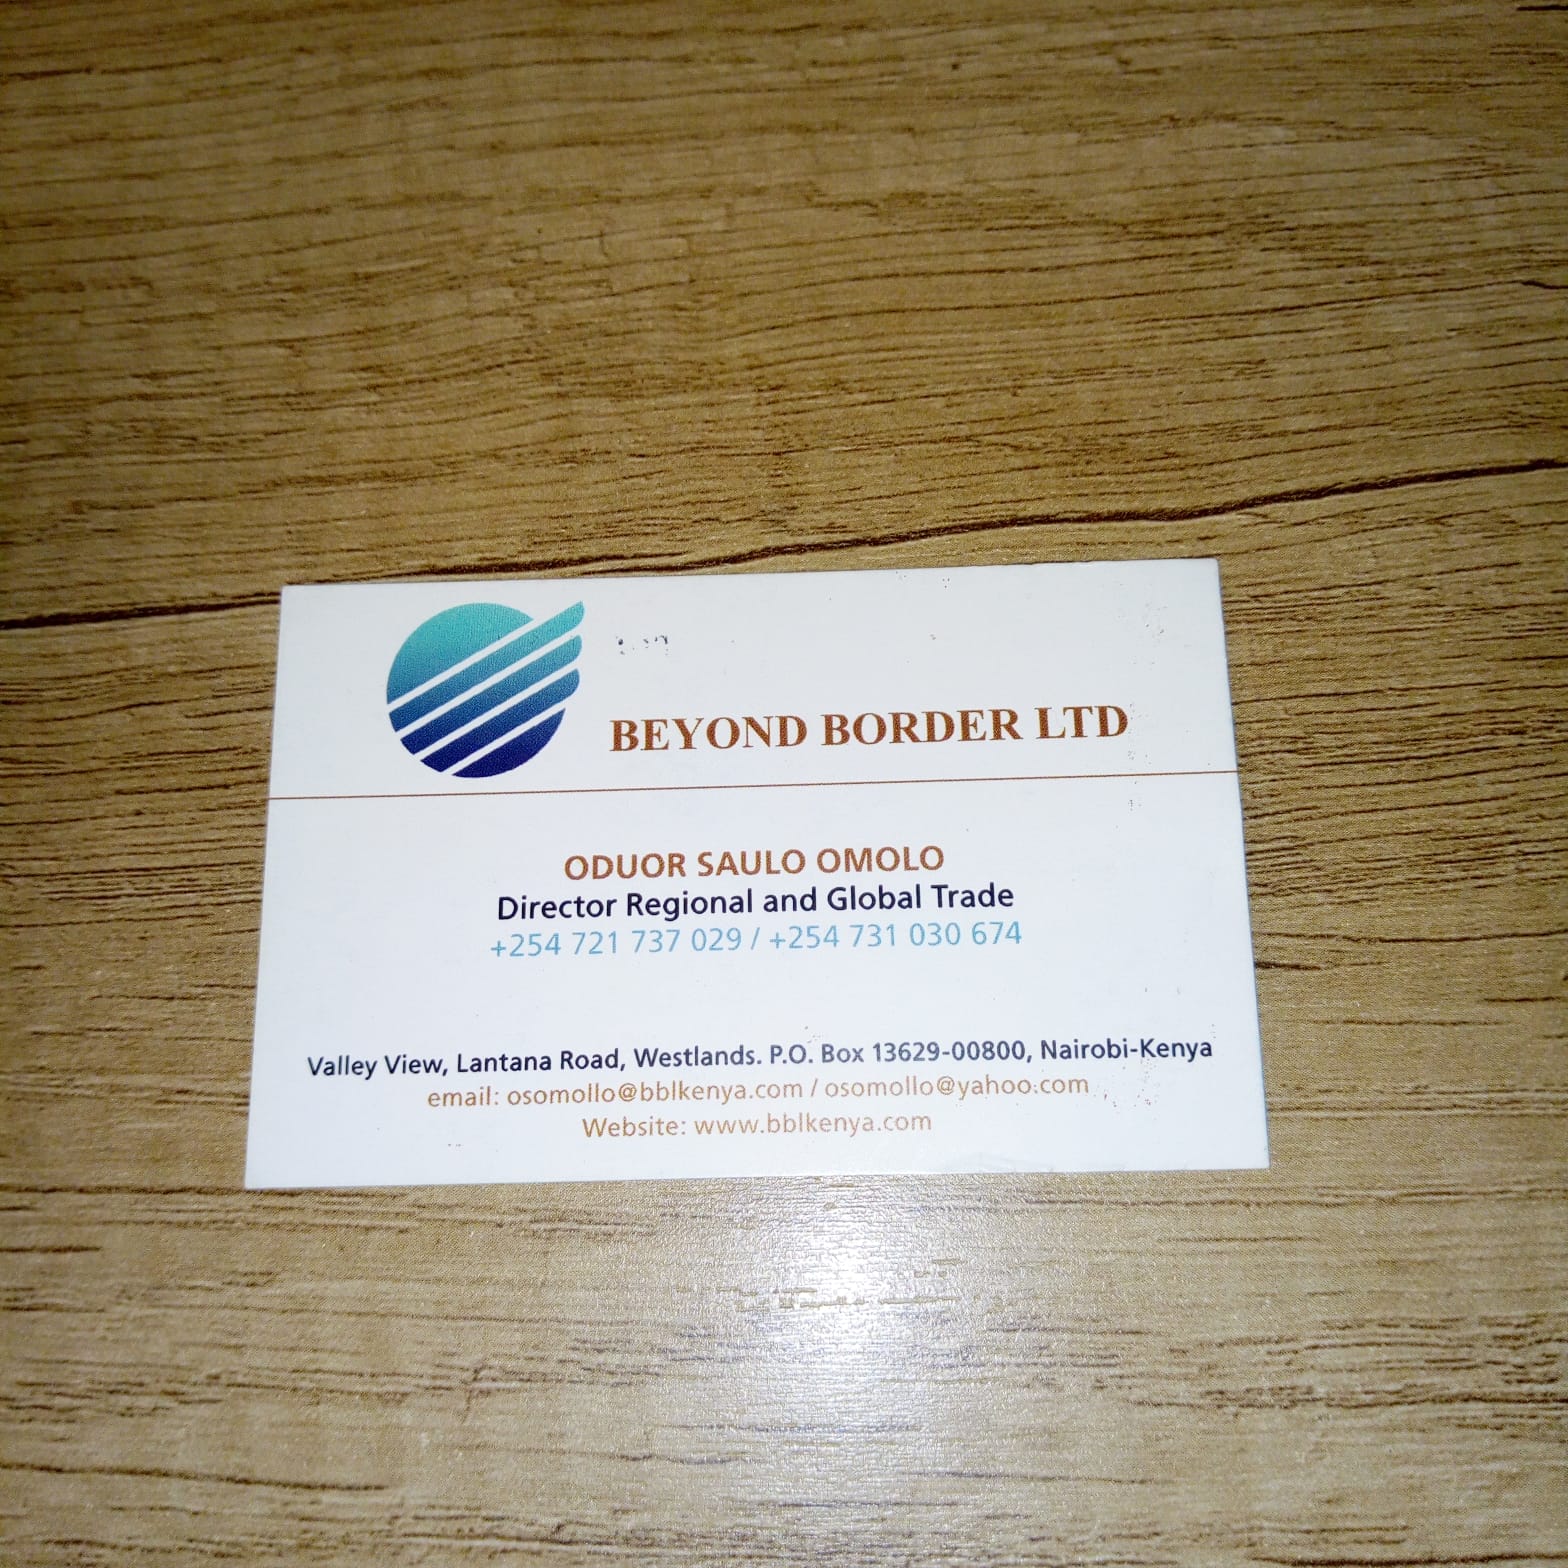 BEYOND BORDER LTD
ODUOR SAULO OMOLO
Director Regional and Global Trade
+254 721 737 029 / +254 731 030 674
Valley View, Lantana Road, Westlands. P.O. Box 13629-00800, Nairobi-Kenya
email: osomollo@bblkenya.com / osomollo@yahoo.com
Website: www.bblkenya.com